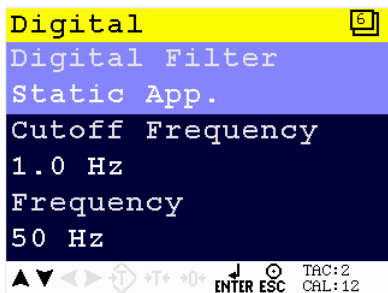 Digital 6
Digital Filter
Static App.
Cutoff Frequency
1.0 Hz
Frequency
50 Hz
T +T+ +0+ ENTER ESC TAC:2
CAL:12